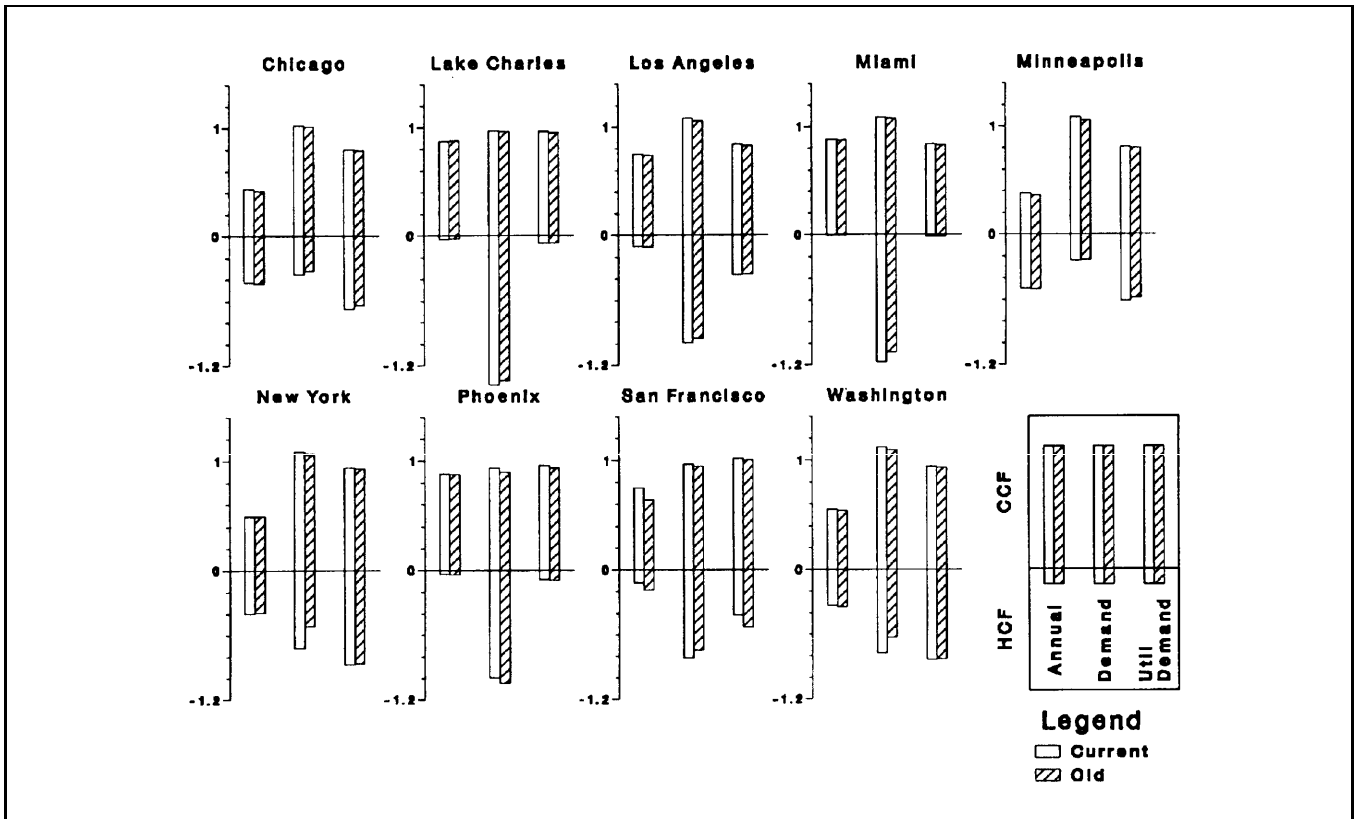 Chicago
Lake Charles
Los Angeles
Miami
Minneapolis
1
0
-1.2
1
0
-1.2
1
0
-1.2
1
0
-1.2
1
0
-1.2
New York
Phoenix
San Francisco
Washington
1
0
-1.2
1
0
-1.2
1
0
-1.2
1
0
-1.2
CCF
HCF
Annual
Demand
Util
Demand
Legend
Current
Old